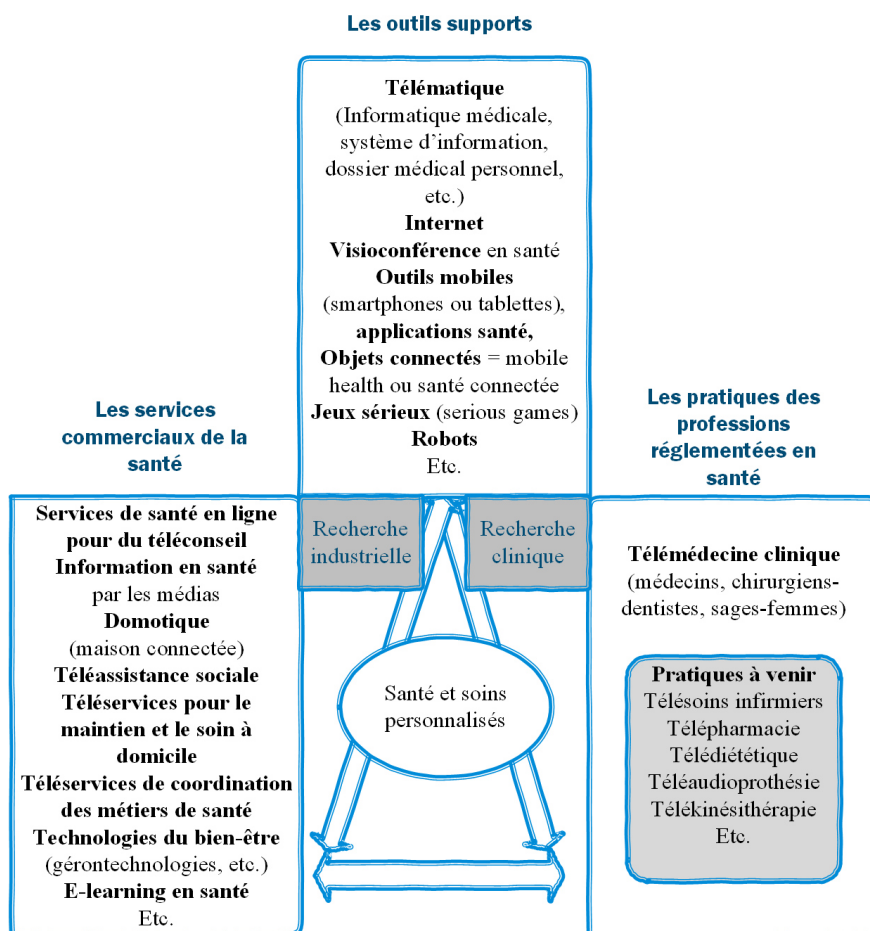 Les outils supports
Télématique
(Informatique médicale,
système d'information,
dossier médical personnel,
etc.)
Internet
Visioconférence en santé
Outils mobiles
(smartphones ou tablettes),
applications santé,
Objets connectés = mobile
health ou santé connectée
Jeux sérieux (serious games)
Robots
Etc.
Les services
commerciaux de la
santé
Services de santé en ligne
pour du téléconseil
Information en santé
par les médias
Domotique
(maison connectée)
Téléassistance sociale
Téléservices pour le
maintien et le soin à
domicile
Téléservices de coordination
des métiers de santé
Technologies du bien-être
(gérontechnologies, etc.)
E-learning en santé
Etc.
Recherche
industrielle
Recherche
clinique
Santé et soins
personnalisés
Les pratiques des
professions
réglementées en
santé
Télémédecine clinique
(médecins, chirurgiens-
dentistes, sages-femmes)
Pratiques à venir
Télésoins infirmiers
Télépharmacie
Télédiététique
Téléaudioprothésie
Télékinésithérapie
Etc.